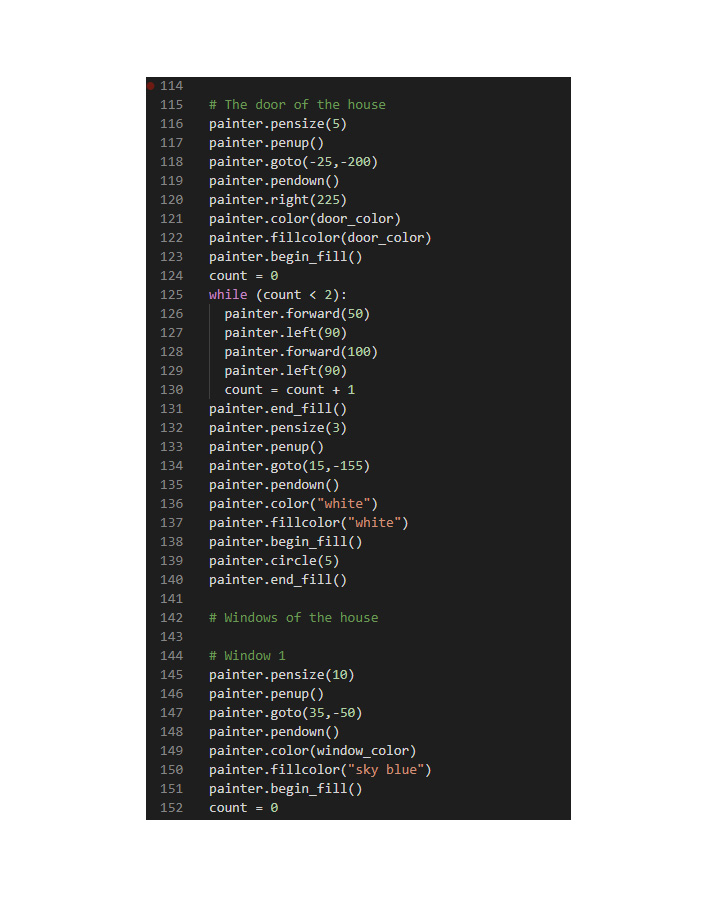 114
115 # The door of the house
116 painter.pensize(5)
117 painter.penup()
118 painter.goto(-25,-200)
119 painter.pendown()
120 painter.right(225)
121 painter.color(door_color)
122 painter.fillcolor(door_color)
123 painter.begin_fill()
124 count = 0
125 while (count < 2):
126   painter.forward(50)
127   painter.left(90)
128   painter.forward(100)
129   painter.left(90)
130   count = count + 1
131 painter.end_fill()
132 painter.pensize(3)
133 painter.penup()
134 painter.goto(15,-155)
135 painter.pendown()
136 painter.color("white")
137 painter.fillcolor("white")
138 painter.begin_fill()
139 painter.circle(5)
140 painter.end_fill()
141
142 # Windows of the house
143
144 # Window 1
145 painter.pensize(10)
146 painter.penup()
147 painter.goto(35,-50)
148 painter.pendown()
149 painter.color(window_color)
150 painter.fillcolor("sky blue")
151 painter.begin_fill()
152 count = 0